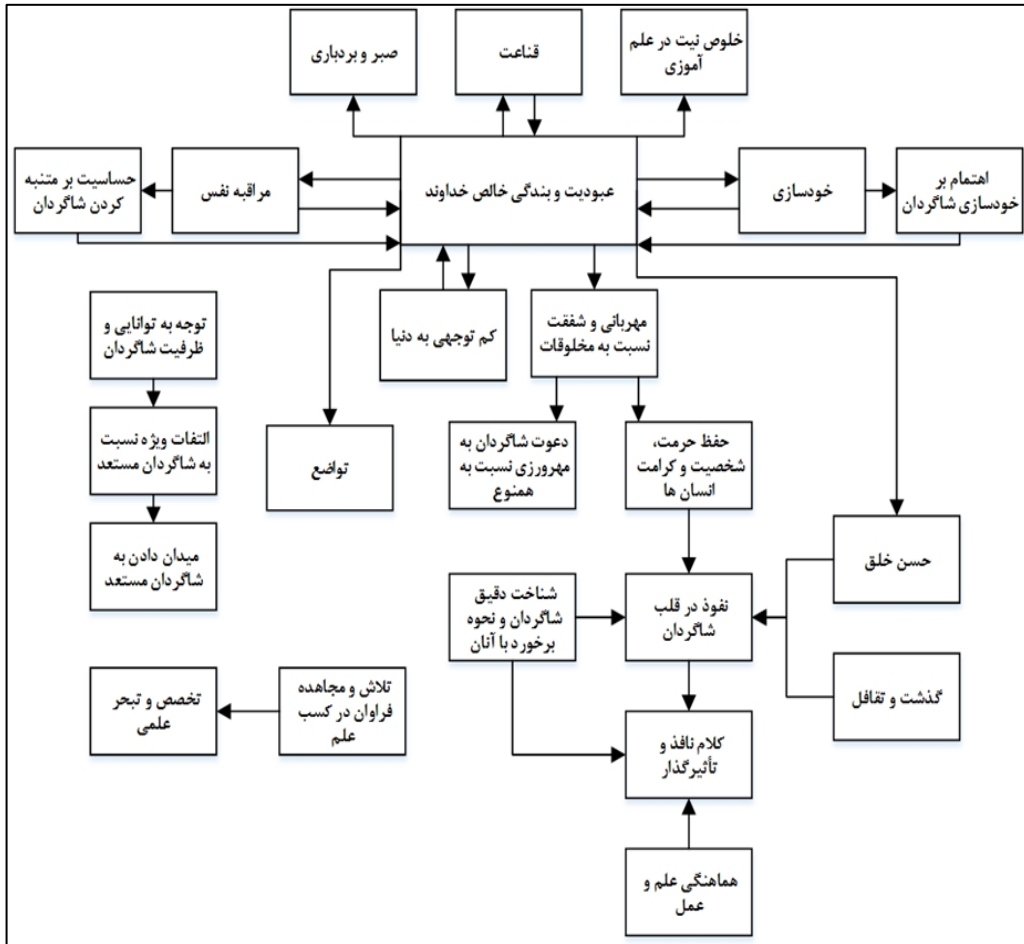 صبر و بردباری
قناعت
خلوص نیت در علم
آموزی
حساسیت بر متنبه
کردن شاگردان
مراقبه نفس
عبودیت و بندگی خالص خداوند
خودسازی
اهتمام بر
خودسازی شاگردان
توجه به توانایی و
ظرفیت شاگردان
کم توجهی به دنیا
مهربانی و شفقت
نسبت به مخلوقات
التفات ویژه نسبت
به شاگردان مستعد
تواضع
دعوت شاگردان به
مهرورزی نسبت به
همنوع
حفظ حرمت،
شخصیت و کرامت
انسان ها
میدان دادن به
شاگردان مستعد
حسن خلق
شناخت دقیق
شاگردان و نحوه
برخورد با آنان
نفوذ در قلب
شاگردان
گذشت و تقافل
تخصص و تبحر
علمی
تلاش و مجاهده
فراوان در کسب
علم
کلام نافذ و
تأثیرگذار
هماهنگی علم و
عمل